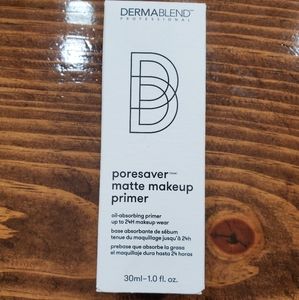 DERMABLEND™
PROFESSIONAL
poresaver™
matte makeup
primer
oil-absorbing primer
up to 24H makeup wear
base absorbante de sébum
tenue du maquillage jusqu'à 24h
prebase que absorbe la grasa
el maquillaje dura hasta 24 horas
30ml-1.0 fl. oz.